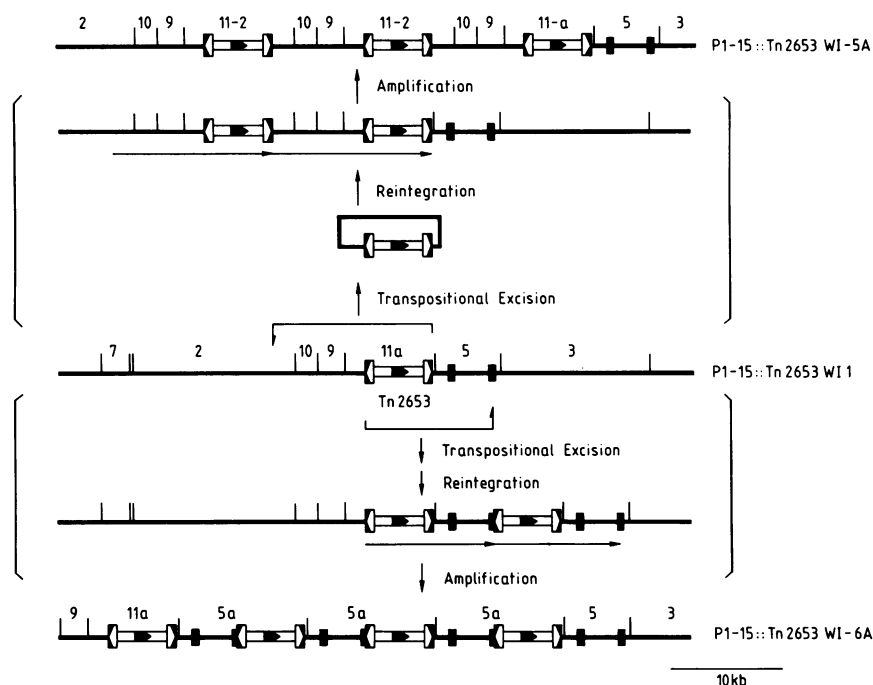 2 10 9 11-2 10 9 11-2 10 9 11-a 5 3
P1-15::Tn2653 WI-5A
Amplification
Reintegration
Transpositional Excision
7 2 10 9 11a 5 3
P1-15::Tn2653 WI1
Tn2653
Transpositional Excision
Reintegration
Amplification
9 11a 5a 5a 5a 5 3
P1-15::Tn2653 WI-6A
10kb